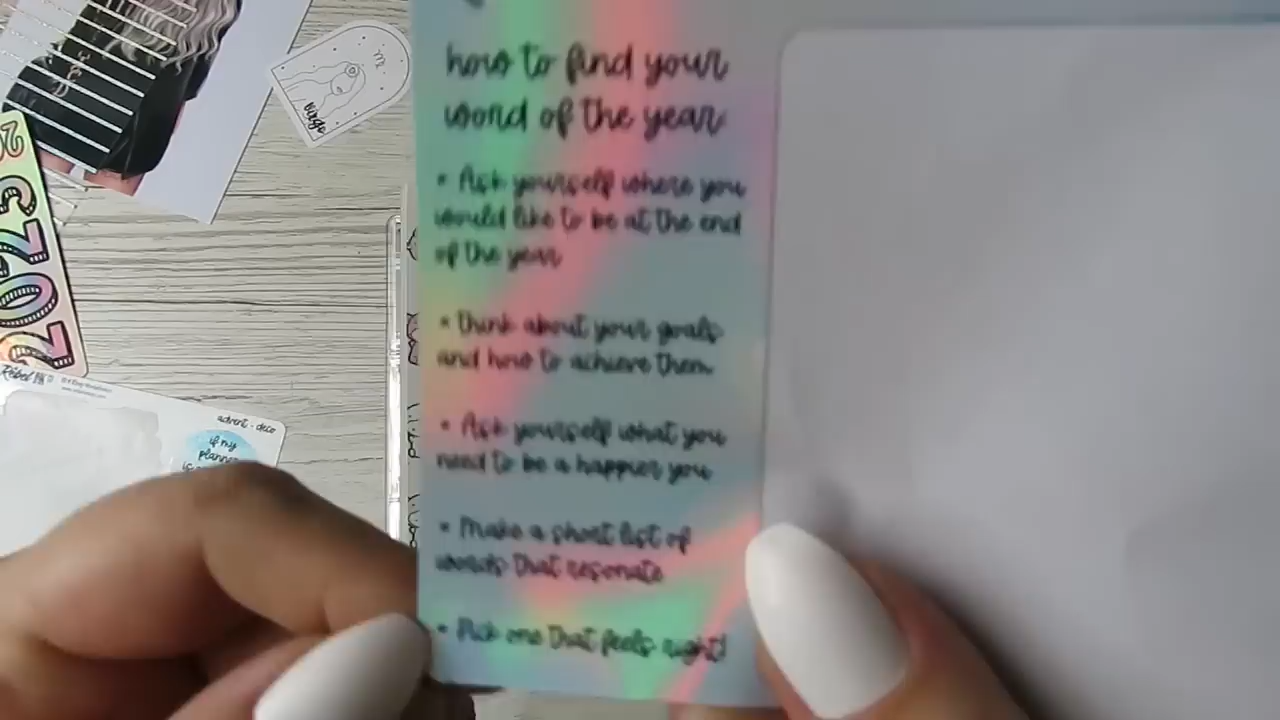 how to find your
word of the year
• Ask yourself where you
would like to be at the end
of the year
• Think about your goals
and how to achieve them
• Ask yourself what you
need to be a happier you
• Make a short list of
words that resonate
• Pick one that feels right!
Virgo
2023
advent - deco
if my
planner